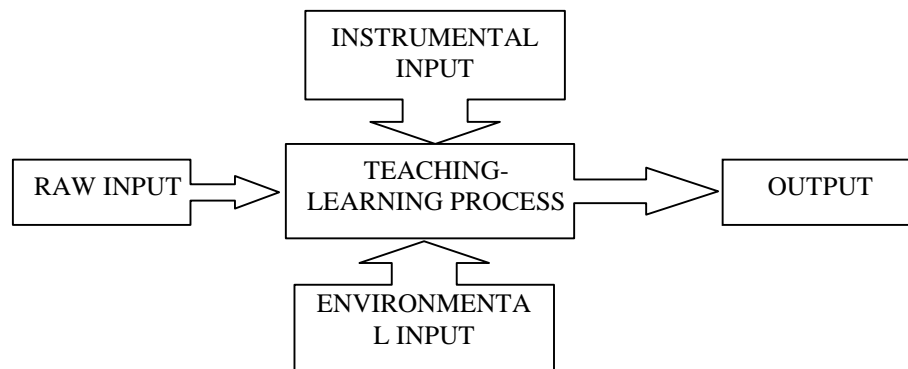 INSTRUMENTAL
INPUT
RAW INPUT
TEACHING-
LEARNING PROCESS
OUTPUT
ENVIRONMENTA
L INPUT